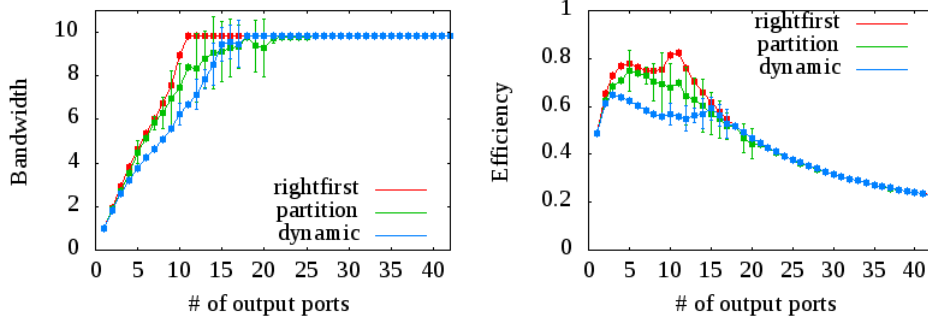 Bandwidth
10
8
6
4
2
0
rightfirst
partition
dynamic
0 5 10 15 20 25 30 35 40
# of output ports
Efficiency
1
0.8
0.6
0.4
0.2
0
rightfirst
partition
dynamic
0 5 10 15 20 25 30 35 40
# of output ports